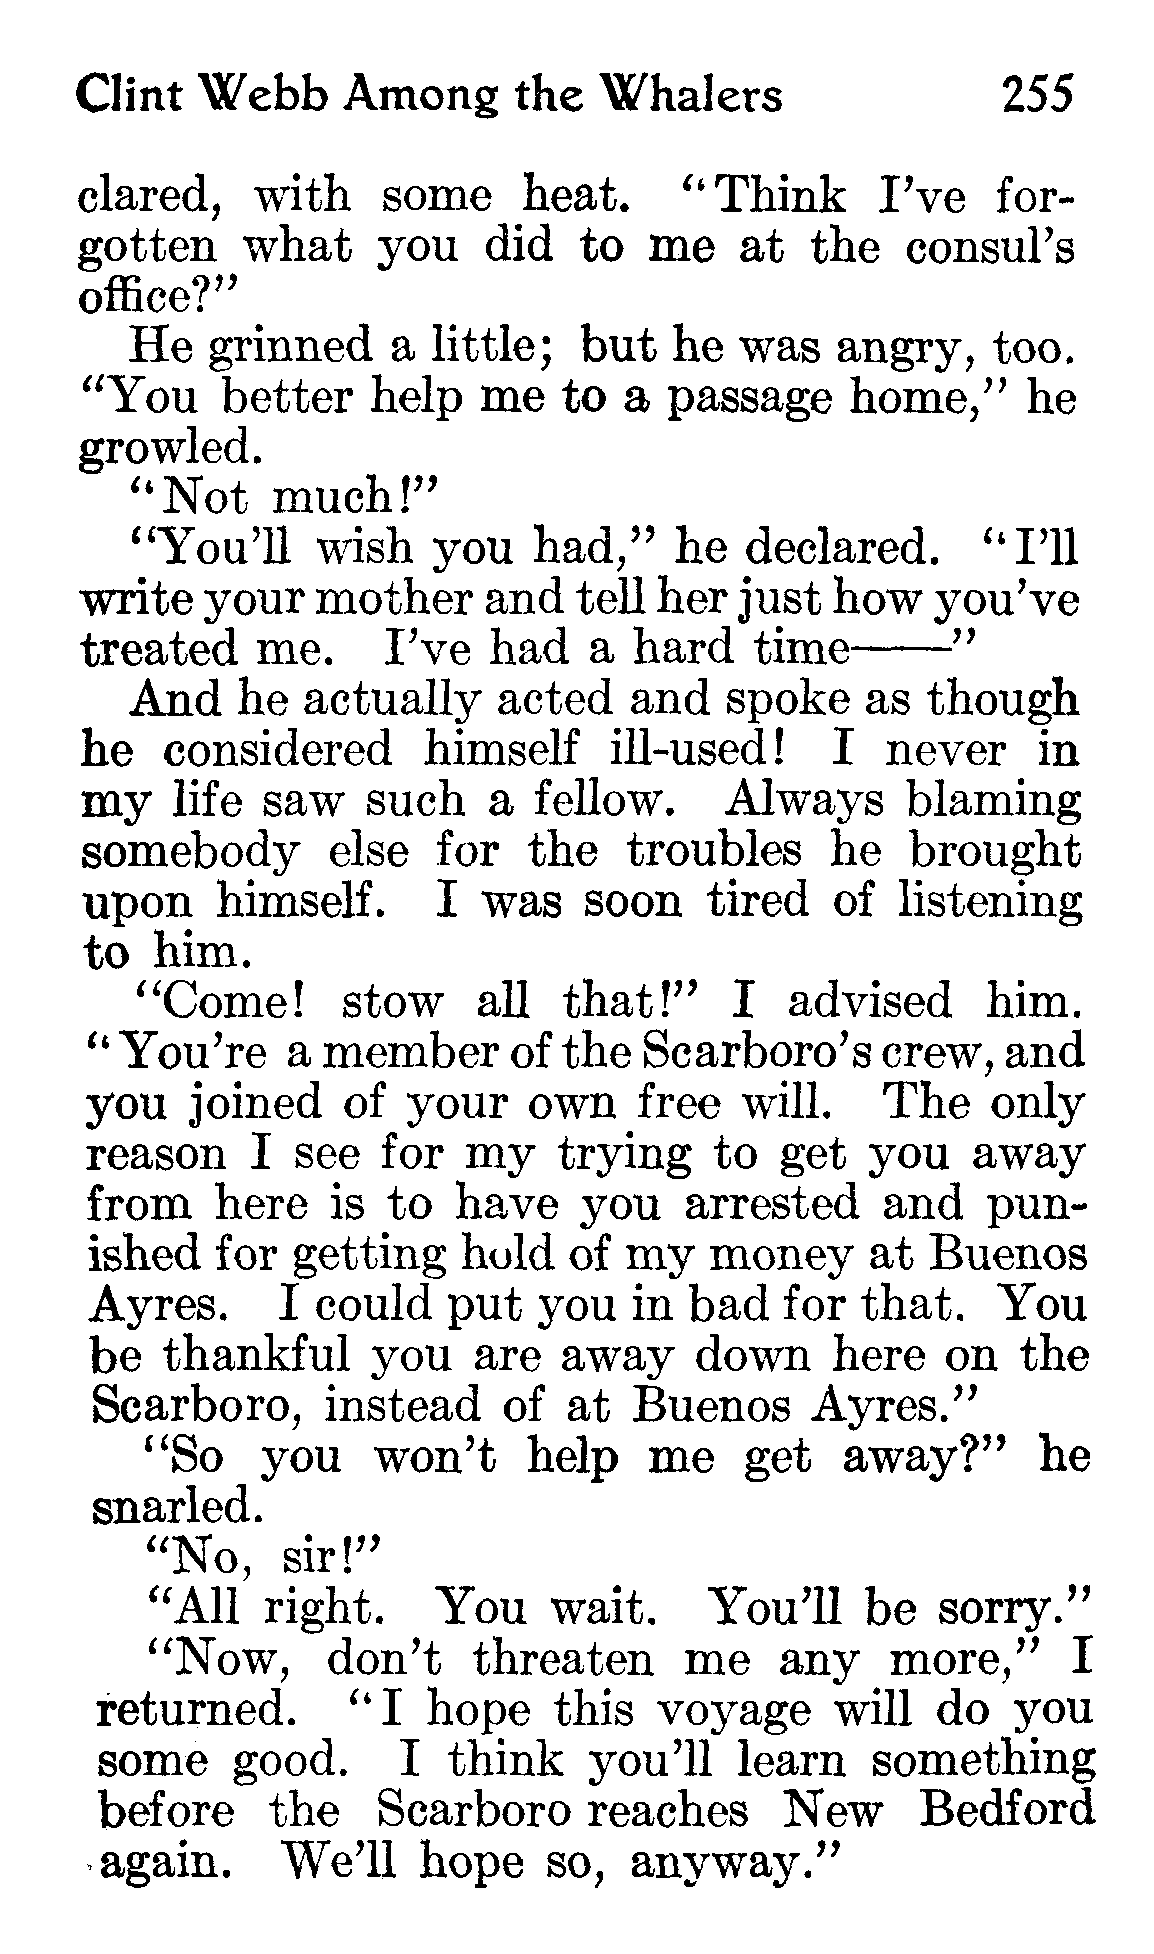 Clint Webb Among the Whalers 255
clared, with some heat. "Think I've for-
gotten what you did to me at the consul's
office?"
He grinned a little; but he was angry, too.
"You better help me to a passage home," he
growled.
"Not much!"
"You'll wish you had," he declared. "I'll
write your mother and tell her just how you've
treated me. I've had a hard time——"
And he actually acted and spoke as though
he considered himself ill-used! I never in
my life saw such a fellow. Always blaming
somebody else for the troubles he brought
upon himself. I was soon tired of listening
to him.
"Come! stow all that!" I advised him.
"You're a member of the Scarboro's crew, and
you joined of your own free will. The only
reason I see for my trying to get you away
from here is to have you arrested and pun-
ished for getting hold of my money at Buenos
Ayres. I could put you in bad for that. You
be thankful you are away down here on the
Scarboro, instead of at Buenos Ayres."
"So you won't help me get away?" he
snarled.
"No, sir!"
"All right. You wait. You'll be sorry."
"Now, don't threaten me any more," I
returned. "I hope this voyage will do you
some good. I think you'll learn something
before the Scarboro reaches New Bedford
again. We'll hope so, anyway."